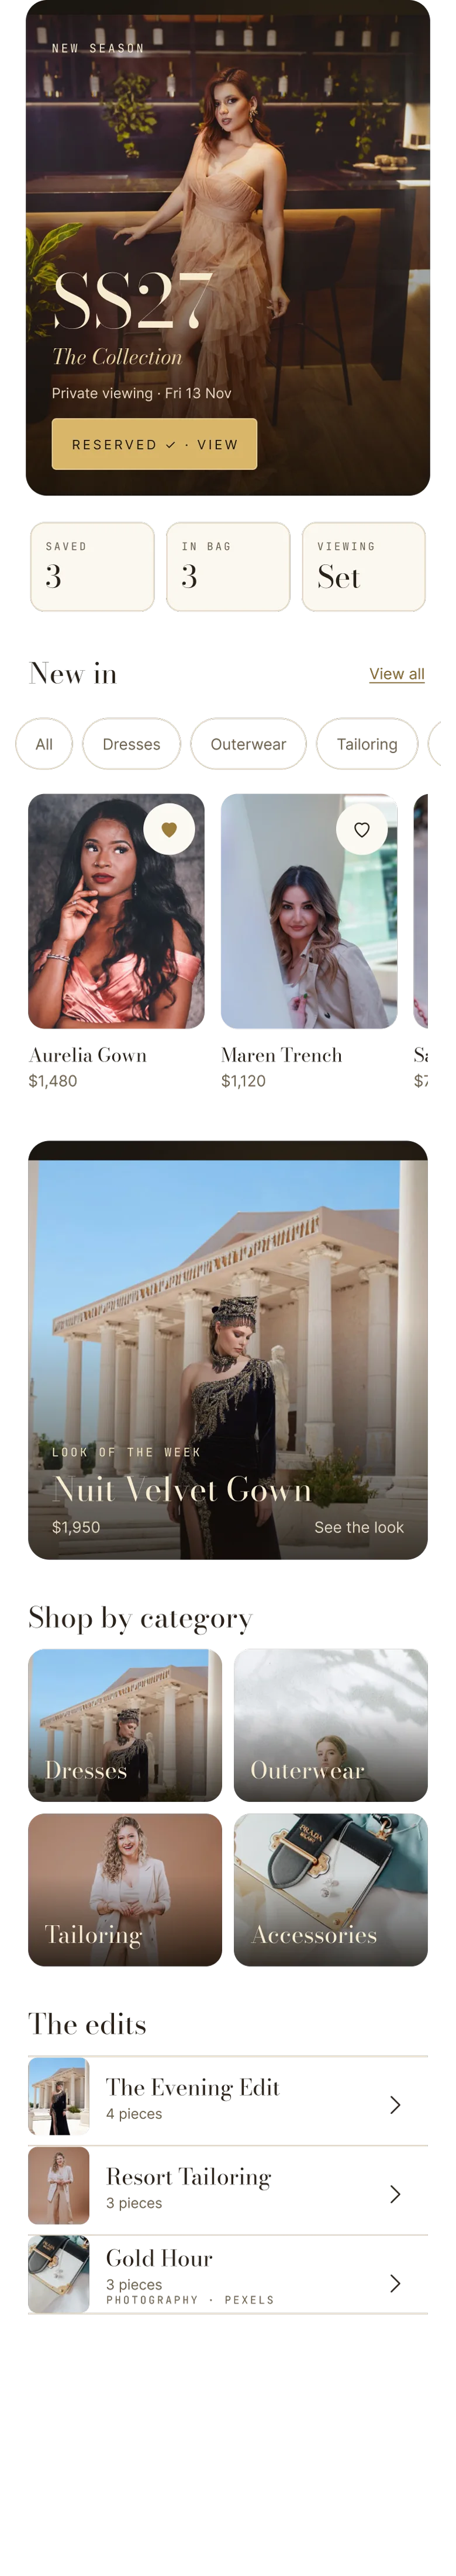 NEW SEASON
SS27
The Collection
Private viewing · Fri 13 Nov
RESERVED ✓ · VIEW
SAVED
3
IN BAG
3
VIEWING
Set
New in
View all
All
Dresses
Outerwear
Tailoring
Aurelia Gown
$1,480
Maren Trench
$1,120
Sa
$7
LOOK OF THE WEEK
Nuit Velvet Gown
$1,950
See the look
Shop by category
Dresses
Outerwear
Tailoring
PRADA
Accessories
The edits
The Evening Edit
4 pieces
Resort Tailoring
3 pieces
Gold Hour
3 pieces
PHOTOGRAPHY · PEXELS